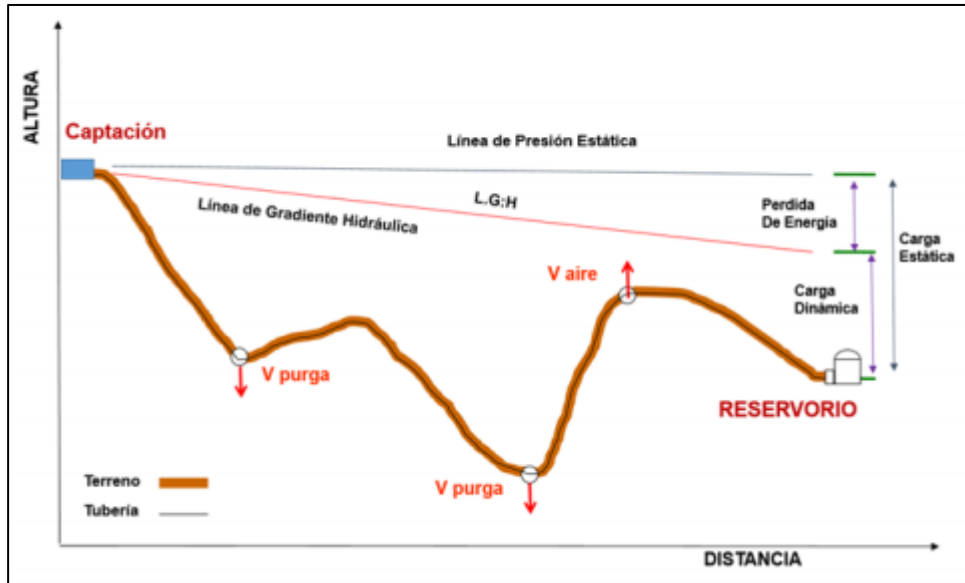 ALTURA
Captación
Línea de Presión Estática
L.G:H
Línea de Gradiente Hidráulica
Perdida
De Energía
Carga
Estática
V aire
Carga
Dinámica
V purga
RESERVORIO
V purga
Terreno
Tubería
DISTANCIA